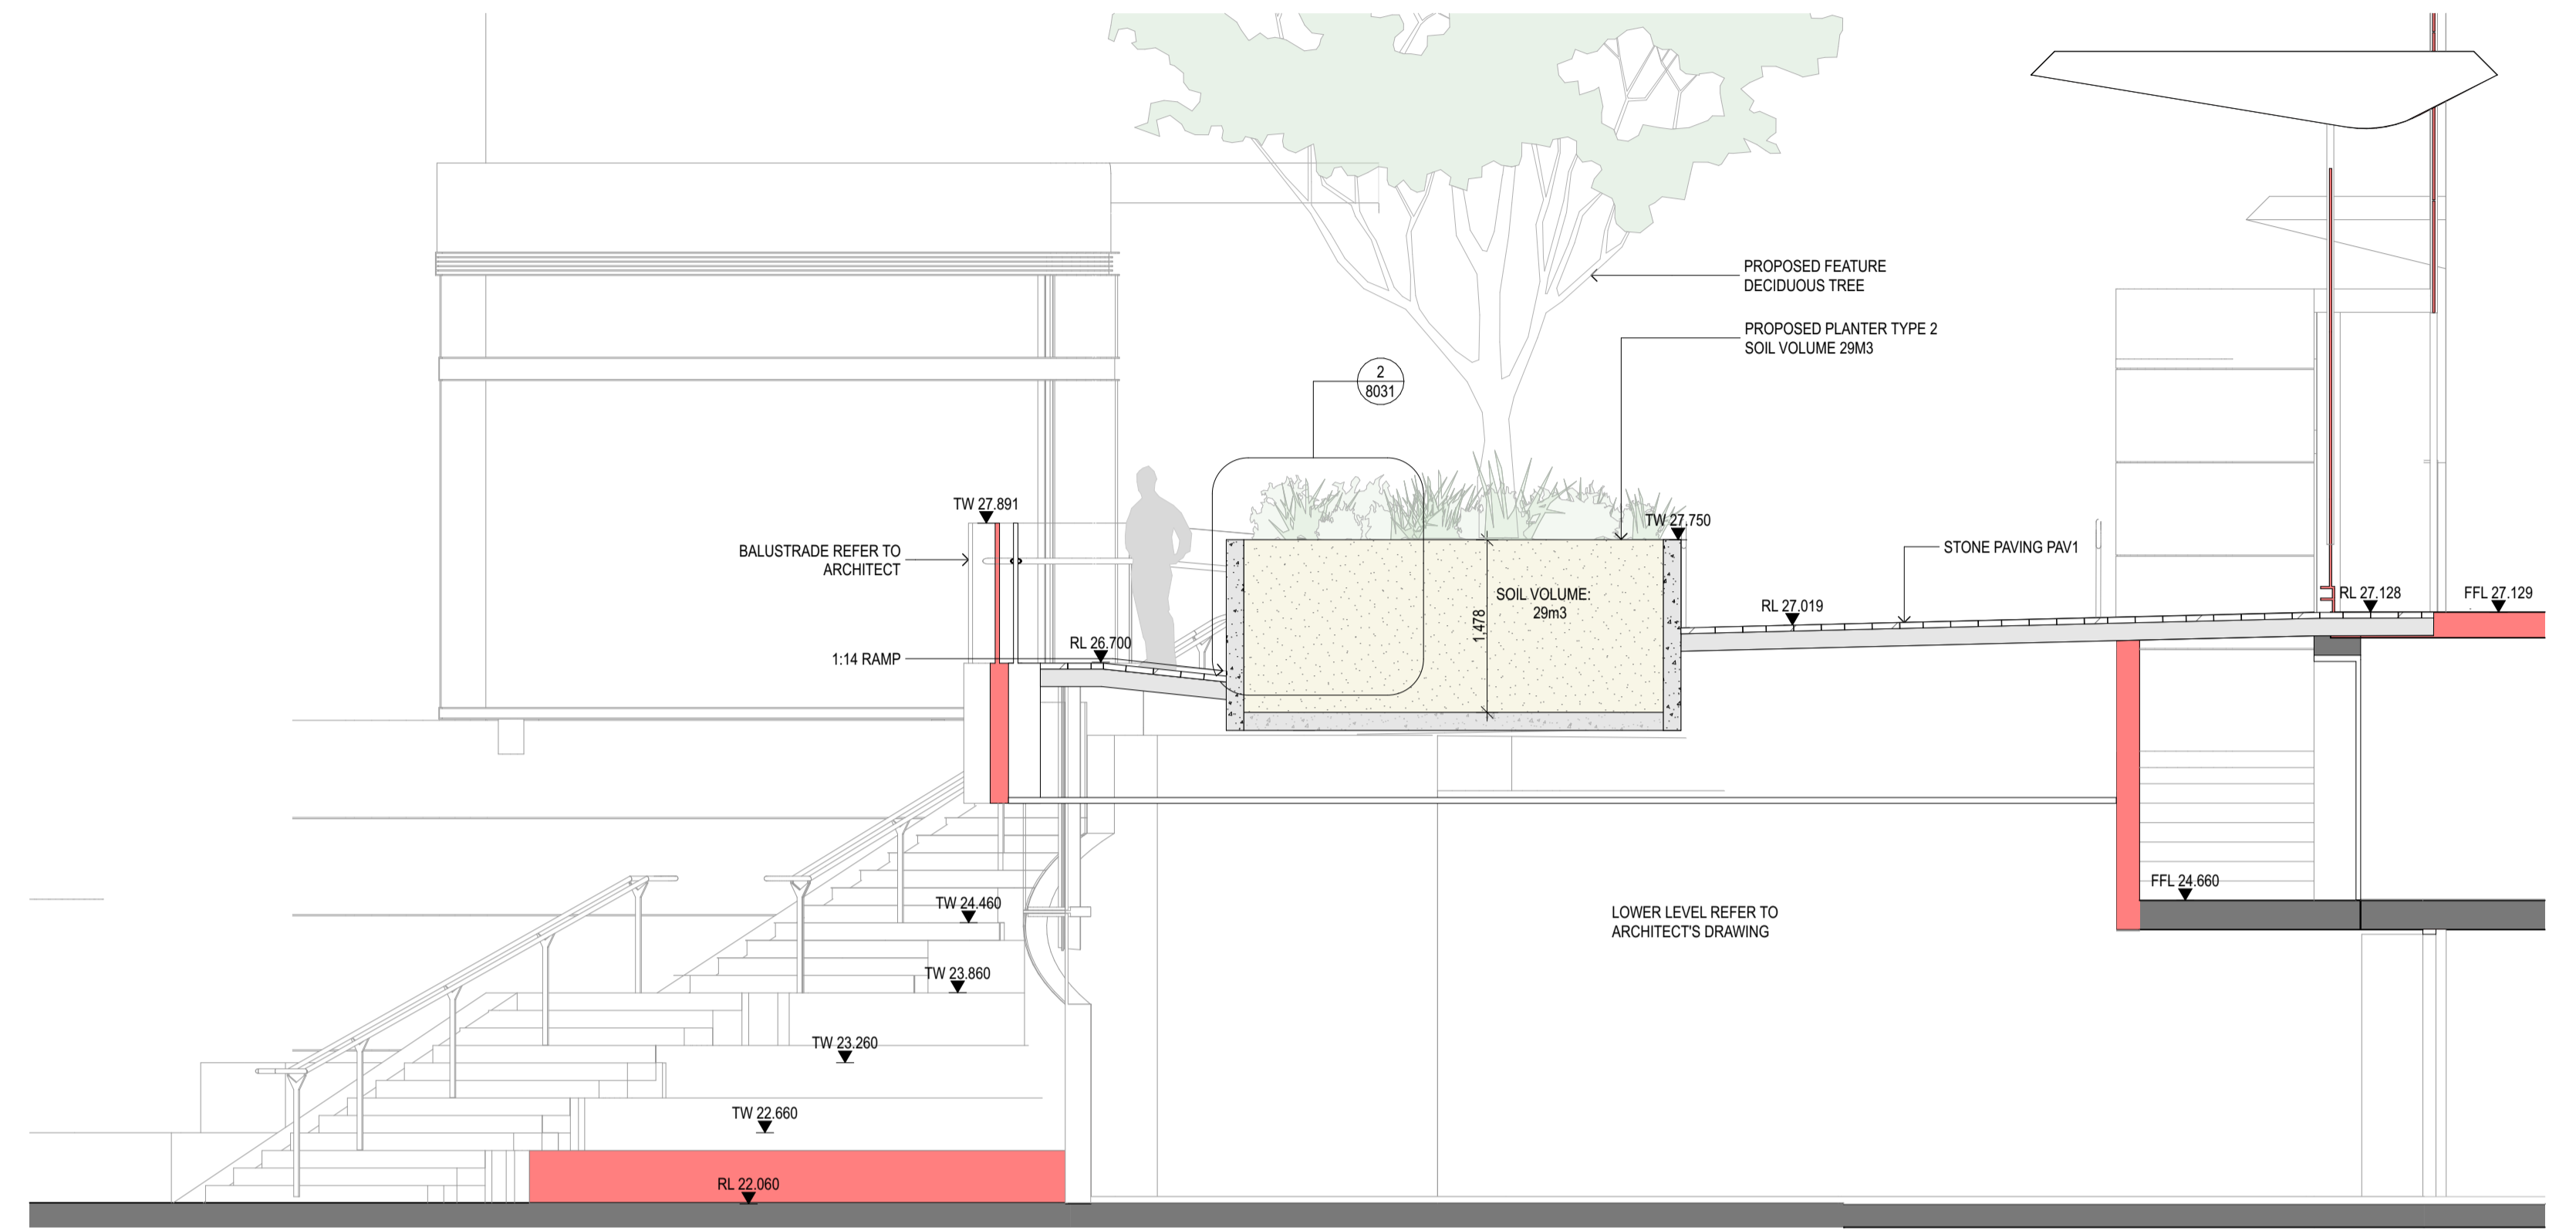 PROPOSED FEATURE
DECIDUOUS TREE
PROPOSED PLANTER TYPE 2
SOIL VOLUME 29M3
2
8031
TW 27.891
TW 27.750
BALUSTRADE REFER TO
ARCHITECT
STONE PAVING PAV1
SOIL VOLUME:
29m3
1,478
RL 27.019
RL 27.128
FFL 27.129
RL 26.700
1:14 RAMP
FFL 24.660
TW 24.460
LOWER LEVEL REFER TO
ARCHITECT'S DRAWING
TW 23.860
TW 23.260
TW 22.660
RL 22.060